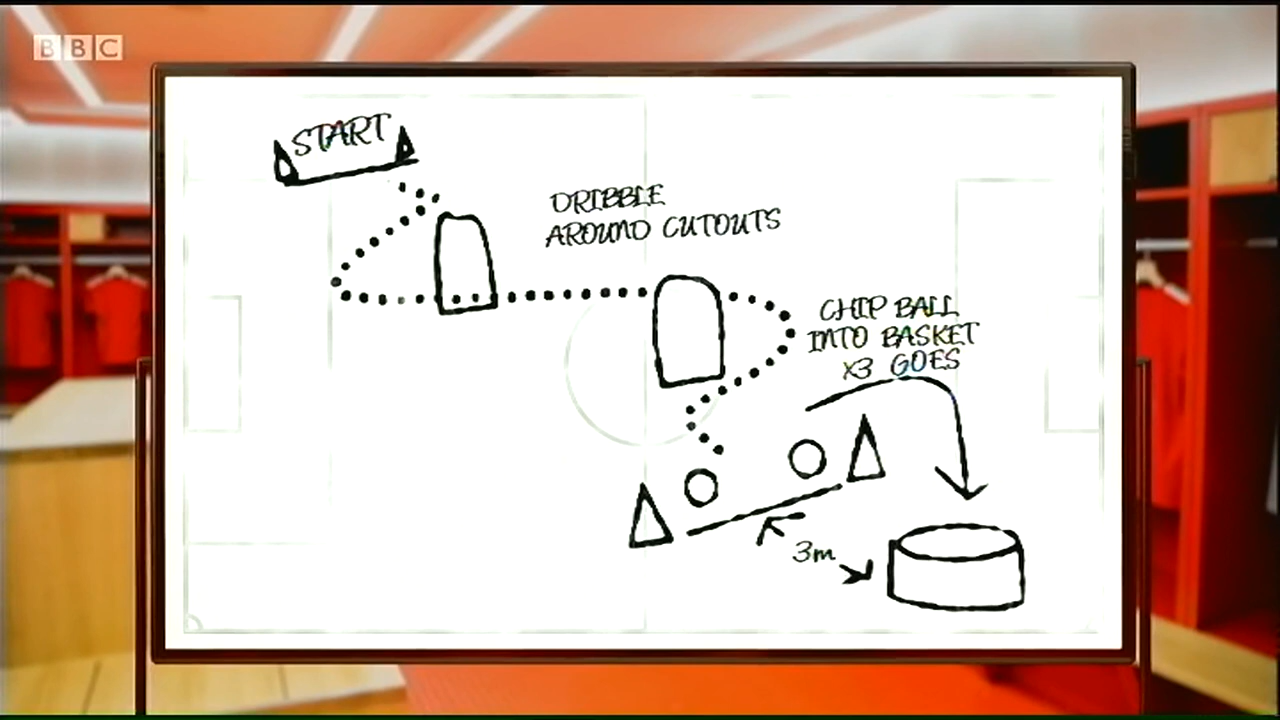 BBC
START
DRIBBLE
AROUND CUTOUTS
CHIP BALL
INTO BASKET
X3 GOES
3m